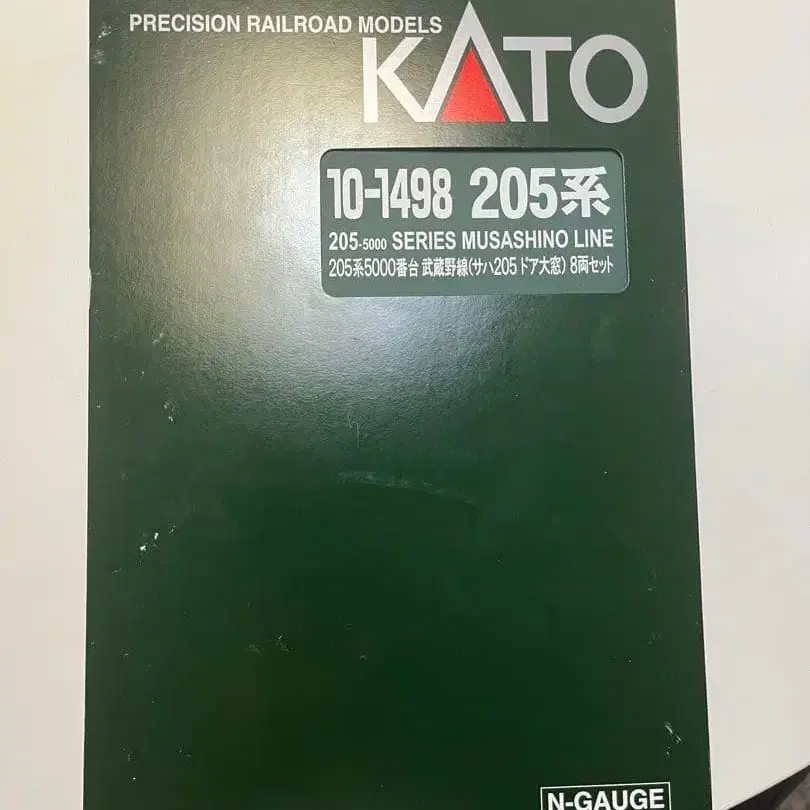 PRECISION RAILROAD MODELS
KATO
10-1498 205系
205-5000 SERIES MUSASHINO LINE
205系5000番台 武蔵野線(サハ205 ドア大窓) 8両セット
N-GAUGE